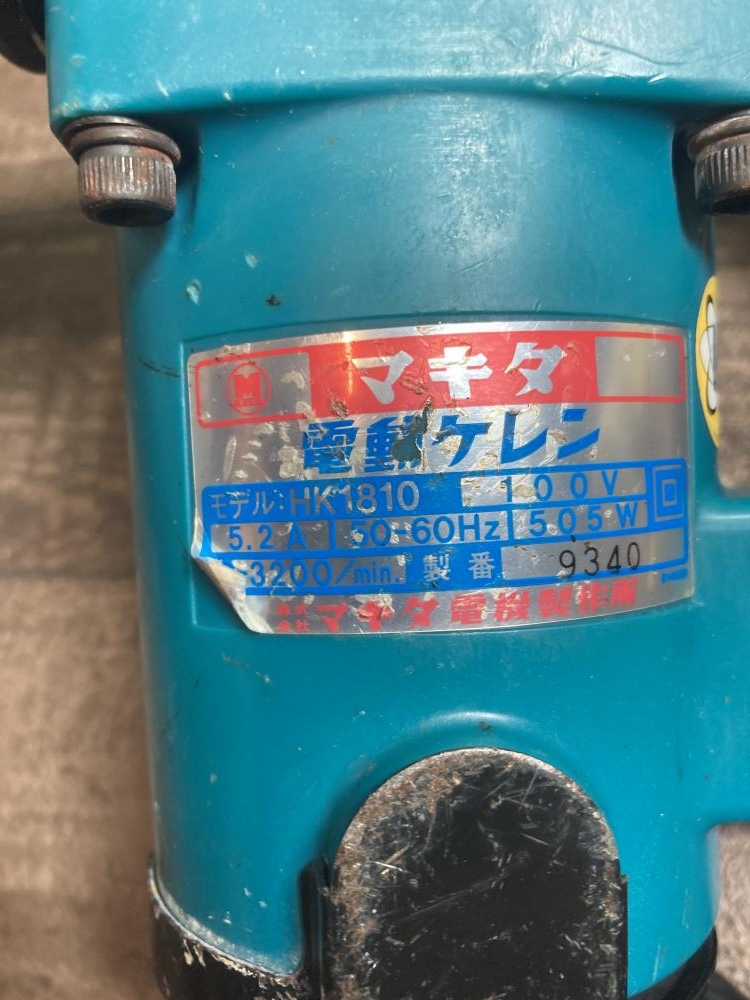 M マキタ
電動ケレン
モデル:HK1810 100V
5.2A 50-60Hz 505W
3200/min. 製番 9340
株式会社 マキタ電機製作所